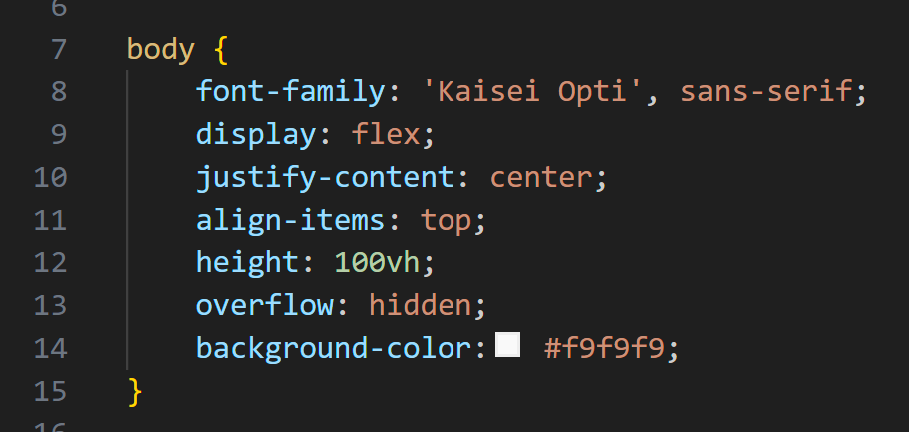 6
7 body {
8 font-family: 'Kaisei Opti', sans-serif;
9 display: flex;
10 justify-content: center;
11 align-items: top;
12 height: 100vh;
13 overflow: hidden;
14 background-color: #f9f9f9;
15 }
16